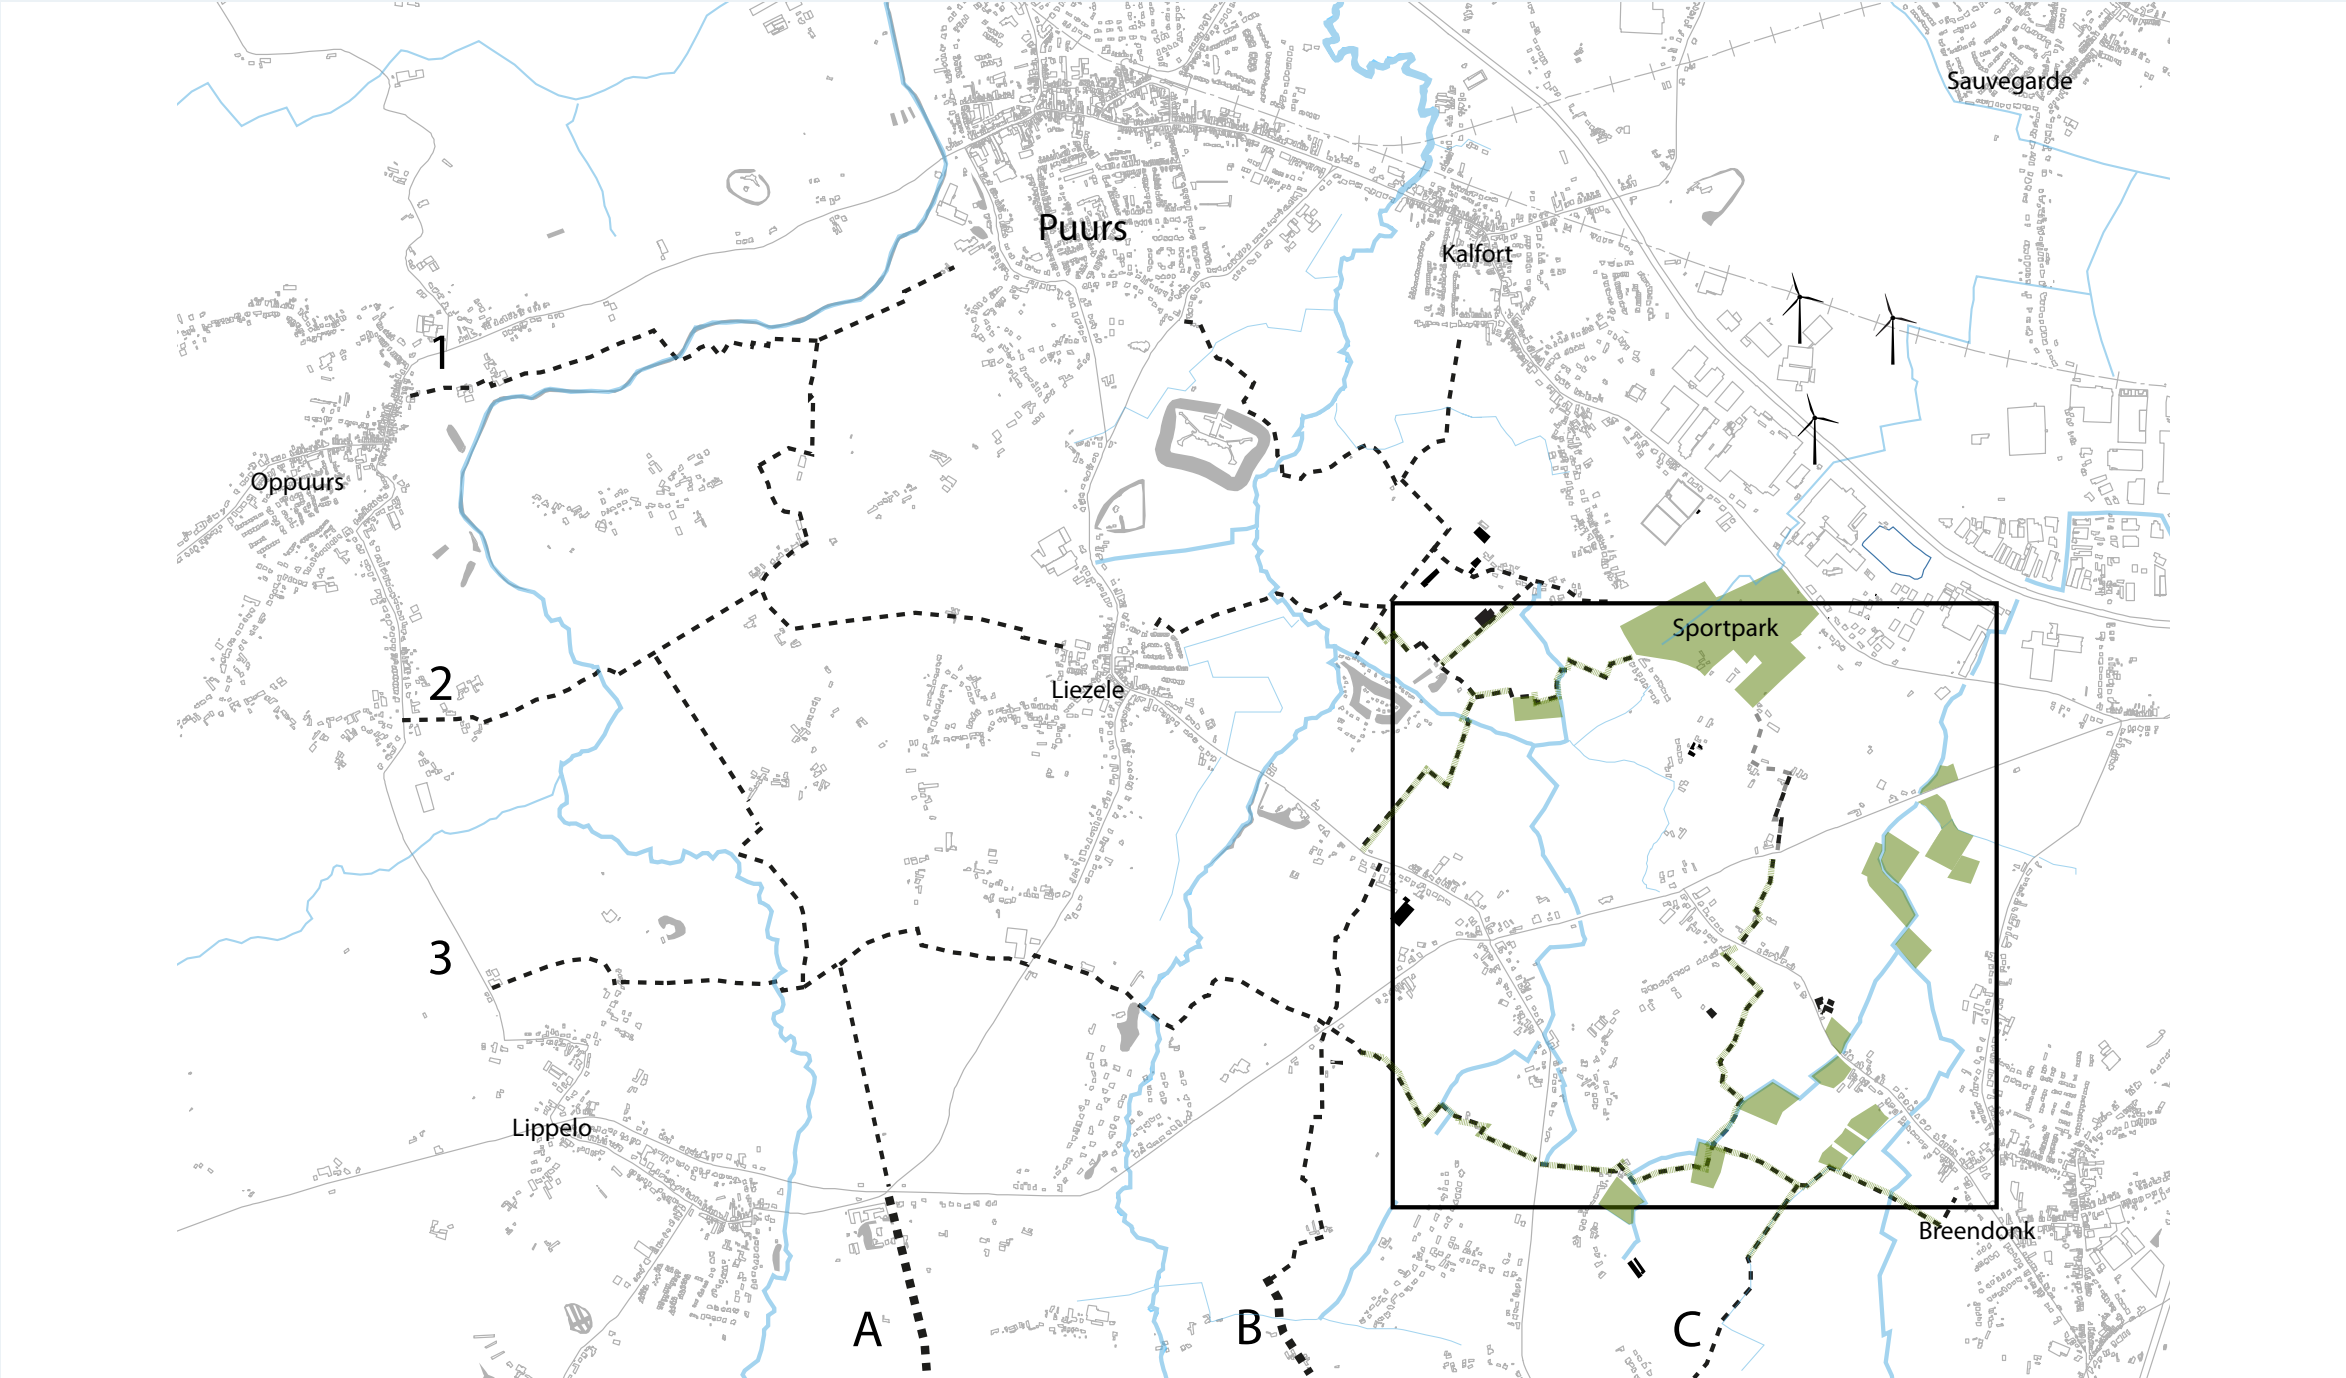 Sauvegarde
Puurs
Kalfort
1
Oppuurs
Sportpark
2
Liezele
3
Lippelo
Breendonk
A
B
C